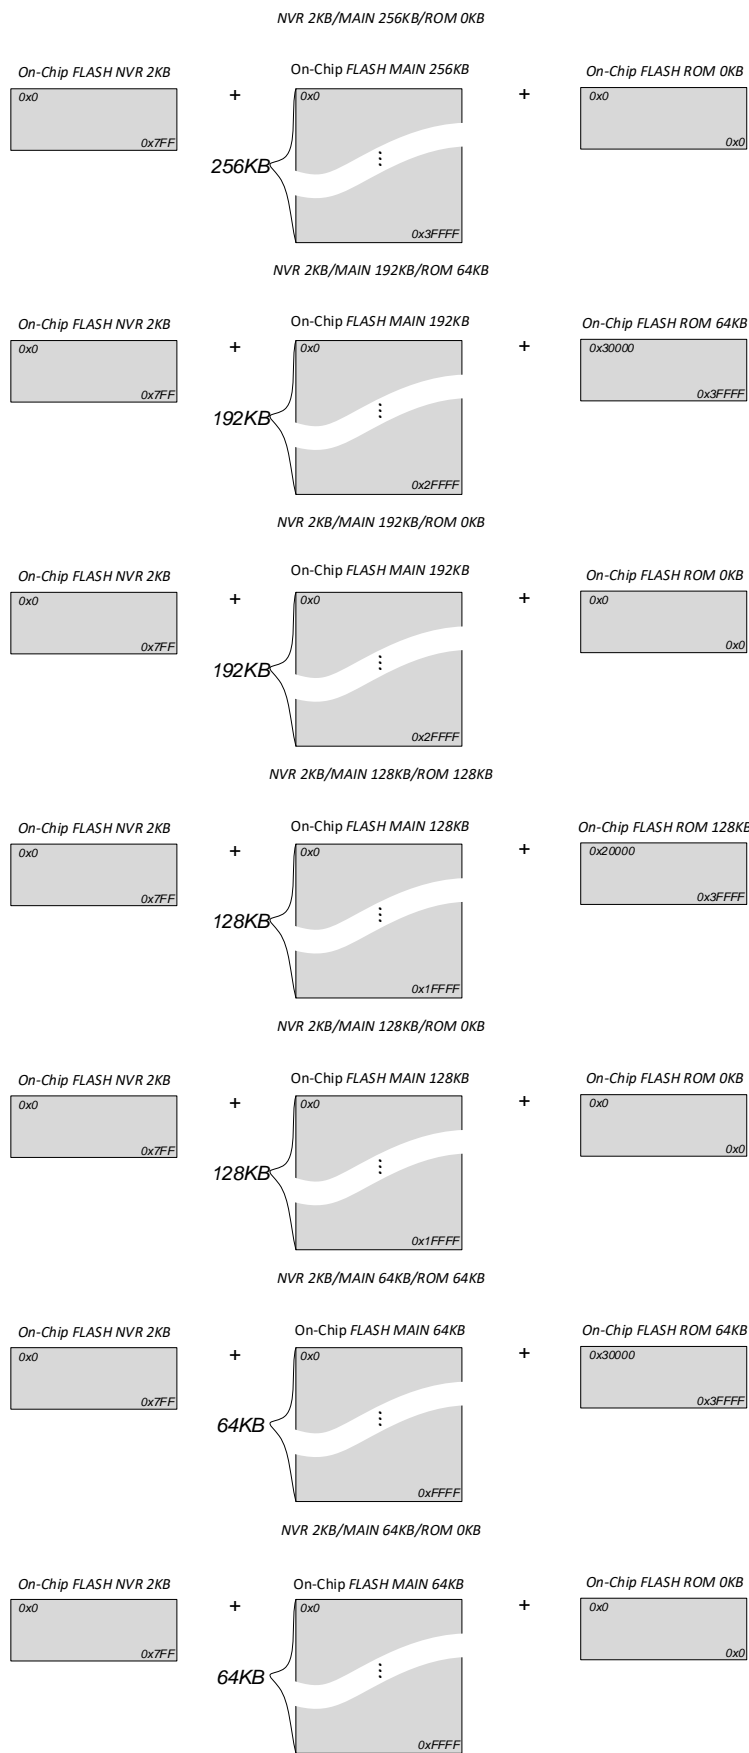 NVR 2KB/MAIN 256KB/ROM 0KB
On-Chip FLASH NVR 2KB + On-Chip FLASH MAIN 256KB + On-Chip FLASH ROM 0KB
0x0 0x0 0x0
0x7FF 0x0
256KB
0x3FFFF
NVR 2KB/MAIN 192KB/ROM 64KB
On-Chip FLASH NVR 2KB + On-Chip FLASH MAIN 192KB + On-Chip FLASH ROM 64KB
0x0 0x0 0x30000
0x7FF 0x3FFFF
192KB
0x2FFFF
NVR 2KB/MAIN 192KB/ROM 0KB
On-Chip FLASH NVR 2KB + On-Chip FLASH MAIN 192KB + On-Chip FLASH ROM 0KB
0x0 0x0 0x0
0x7FF 0x0
192KB
0x2FFFF
NVR 2KB/MAIN 128KB/ROM 128KB
On-Chip FLASH NVR 2KB + On-Chip FLASH MAIN 128KB + On-Chip FLASH ROM 128KB
0x0 0x0 0x20000
0x7FF 0x3FFFF
128KB
0x1FFFF
NVR 2KB/MAIN 128KB/ROM 0KB
On-Chip FLASH NVR 2KB + On-Chip FLASH MAIN 128KB + On-Chip FLASH ROM 0KB
0x0 0x0 0x0
0x7FF 0x0
128KB
0x1FFFF
NVR 2KB/MAIN 64KB/ROM 64KB
On-Chip FLASH NVR 2KB + On-Chip FLASH MAIN 64KB + On-Chip FLASH ROM 64KB
0x0 0x0 0x30000
0x7FF 0x3FFFF
64KB
0xFFFF
NVR 2KB/MAIN 64KB/ROM 0KB
On-Chip FLASH NVR 2KB + On-Chip FLASH MAIN 64KB + On-Chip FLASH ROM 0KB
0x0 0x0 0x0
0x7FF 0x0
64KB
0xFFFF